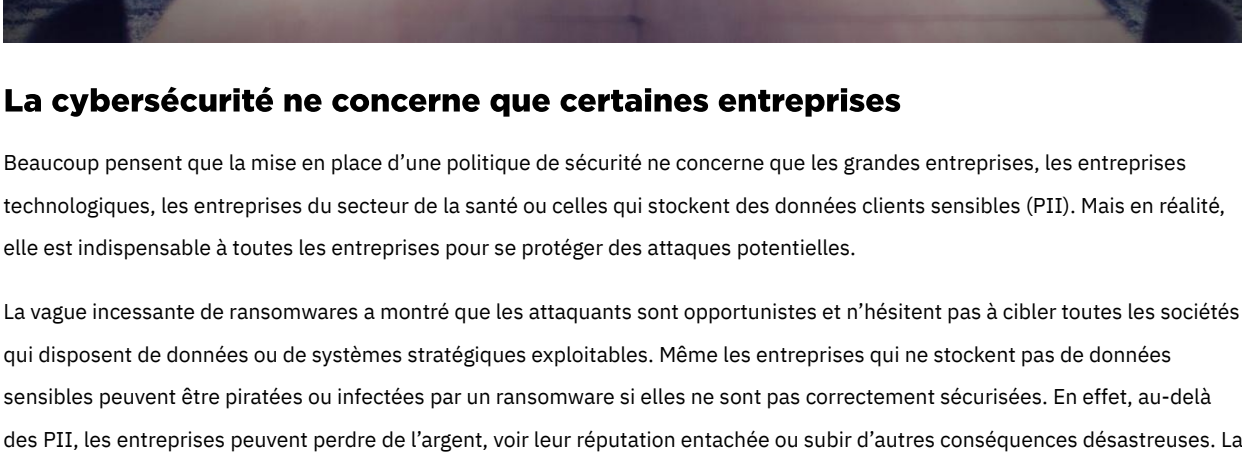 La cybersécurité ne concerne que certaines entreprises
Beaucoup pensent que la mise en place d’une politique de sécurité ne concerne que les grandes entreprises, les entreprises
technologiques, les entreprises du secteur de la santé ou celles qui stockent des données clients sensibles (PII). Mais en réalité,
elle est indispensable à toutes les entreprises pour se protéger des attaques potentielles.
La vague incessante de ransomwares a montré que les attaquants sont opportunistes et n’hésitent pas à cibler toutes les sociétés
qui disposent de données ou de systèmes stratégiques exploitables. Même les entreprises qui ne stockent pas de données
sensibles peuvent être piratées ou infectées par un ransomware si elles ne sont pas correctement sécurisées. En effet, au-delà
des PII, les entreprises peuvent perdre de l’argent, voir leur réputation entachée ou subir d’autres conséquences désastreuses. La